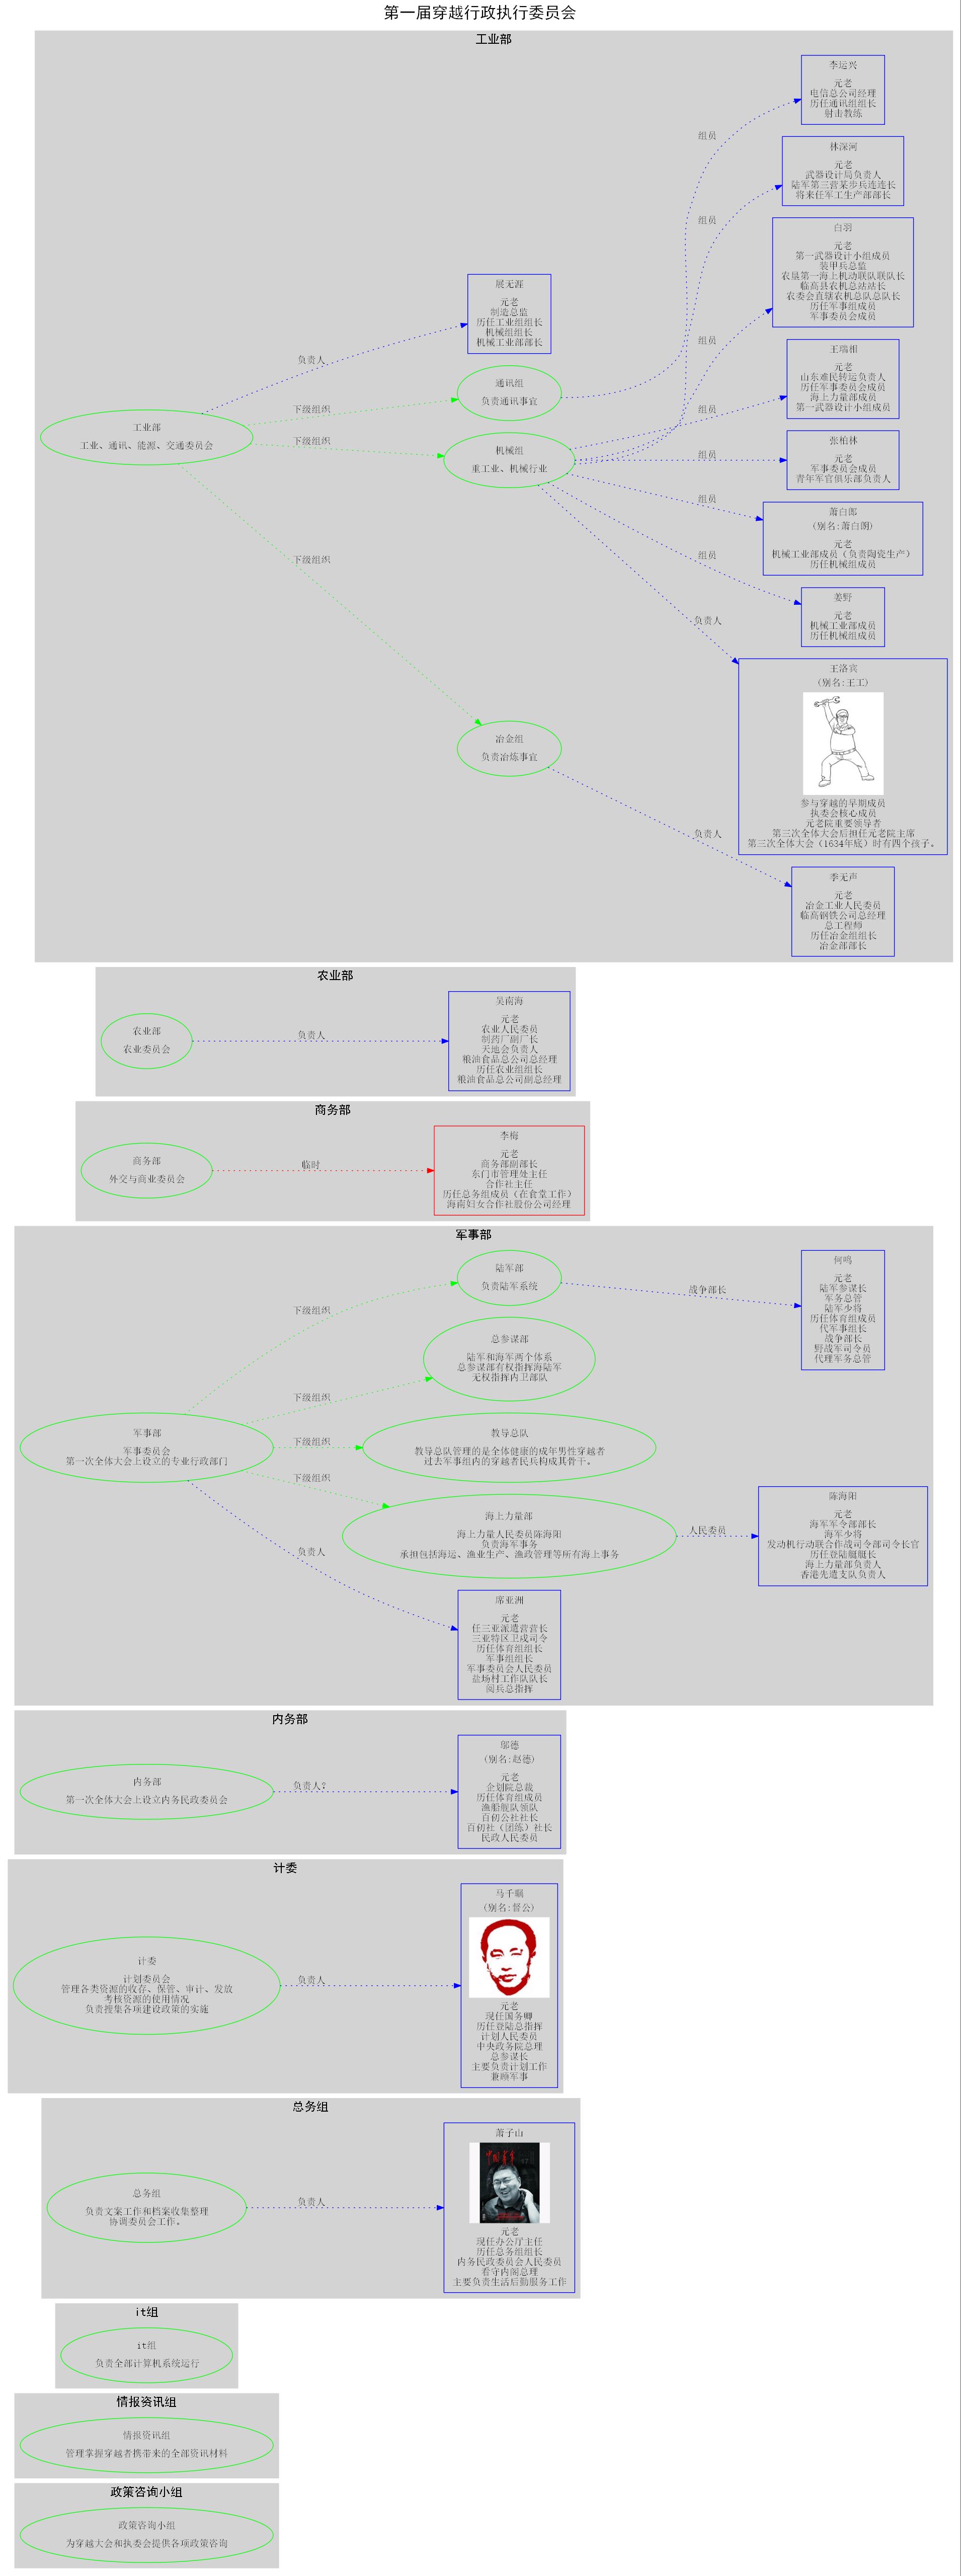 第一届穿越行政执行委员会
工业部
工业部
工业、通讯、能源、交通委员会
负责人
下级组织
下级组织
下级组织
展无涯
元老
制造总监
历任工业组组长
机械组组长
机械工业部部长
通讯组
负责通讯事宜
机械组
重工业、机械行业
冶金组
负责冶炼事宜
组员
组员
组员
组员
组员
组员
组员
负责人
负责人
李运兴
元老
电信总公司经理
历任通讯组组长
射击教练
林深河
元老
武器设计局负责人
陆军第三营某步兵连连长
将来任军工生产部部长
白羽
元老
第一武器设计小组成员
装甲兵总监
农垦第一海上机动联队联队长
临高县农机总站站长
农委会直辖农机总队总队长
历任军事组成员
军事委员会成员
王瑞相
元老
山东难民转运负责人
历任军事委员会成员
海上力量部成员
第一武器设计小组成员
张柏林
元老
军事委员会成员
青年军官俱乐部负责人
萧白郎
(别名:萧白朗)
元老
机械工业部成员（负责陶瓷生产）
历任机械组成员
姜野
元老
机械工业部成员
历任机械组成员
王洛宾
(别名:王工)
参与穿越的早期成员
执委会核心成员
元老院重要领导者
第三次全体大会后担任元老院主席
第三次全体大会（1634年底）时有四个孩子。
季无声
元老
冶金工业人民委员
临高钢铁公司总经理
总工程师
历任冶金组组长
冶金部部长
农业部
农业部
农业委员会
负责人
吴南海
元老
农业人民委员
制药厂副厂长
天地会负责人
粮油食品总公司总经理
历任农业组组长
粮油食品总公司副总经理
商务部
商务部
外交与商业委员会
临时
李梅
元老
商务部副部长
东门市管理处主任
合作社主任
历任总务组成员（在食堂工作）
海南妇女合作社股份公司经理
军事部
军事部
军事委员会
第一次全体大会上设立的专业行政部门
下级组织
下级组织
下级组织
下级组织
负责人
陆军部
负责陆军系统
战争部长
何鸣
元老
陆军参谋长
军务总管
陆军少将
历任体育组成员
代军事组长
战争部长
野战军司令员
代理军务总管
总参谋部
陆军和海军两个体系
总参谋部有权指挥海陆军
无权指挥内卫部队
教导总队
教导总队管理的是全体健康的成年男性穿越者
过去军事组内的穿越者民兵构成其骨干。
海上力量部
海上力量人民委员陈海阳
负责海军事务
承担包括海运、渔业生产、渔政管理等所有海上事务
人民委员
陈海阳
元老
海军军令部部长
海军少将
发动机行动联合作战司令部司令长官
历任登陆艇艇长
海上力量部负责人
香港先遣支队负责人
席亚洲
元老
任三亚派遣营营长
三亚特区卫戍司令
历任体育组组长
军事组组长
军事委员会人民委员
盐场村工作队队长
阅兵总指挥
内务部
内务部
第一次全体大会上设立内务民政委员会
负责人?
邬德
(别名:赵德)
元老
企划院总裁
历任体育组成员
渔船舰队领队
百仞公社社长
百仞社（团练）社长
民政人民委员
计委
计委
计划委员会
管理各类资源的收存、保管、审计、发放
考核资源的使用情况
负责搜集各项建设政策的实施
负责人
马千瞩
(别名:督公)
元老
现任国务卿
历任登陆总指挥
计划人民委员
中央政务院总理
总参谋长
主要负责计划工作
兼顾军事
总务组
总务组
负责文案工作和档案收集整理
协调委员会工作。
负责人
萧子山
元老
现任办公厅主任
历任总务组组长
内务民政委员会人民委员
看守内阁总理
主要负责生活后勤服务工作
it组
it组
负责全部计算机系统运行
情报资讯组
情报资讯组
管理掌握穿越者携带来的全部资讯材料
政策咨询小组
政策咨询小组
为穿越大会和执委会提供各项政策咨询